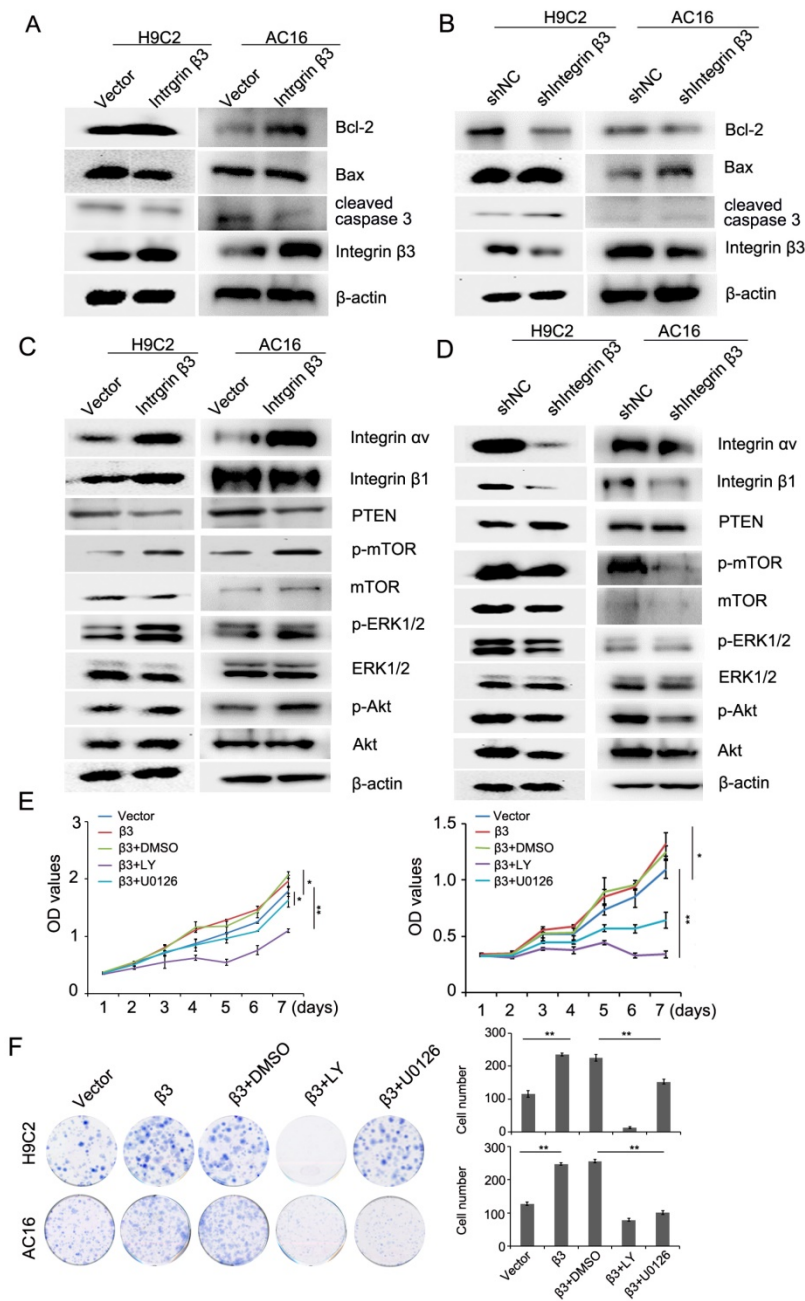 A
H9C2 AC16
Vector Intrgrin β3 Vector Intrgrin β3
Bcl-2
Bax
cleaved
caspase 3
Integrin β3
β-actin
B
H9C2 AC16
shNC shIntegrin β3 shNC shIntegrin β3
Bcl-2
Bax
cleaved
caspase 3
Integrin β3
β-actin
C
H9C2 AC16
Vector Intrgrin β3 Vector Intrgrin β3
Integrin αv
Integrin β1
PTEN
p-mTOR
mTOR
p-ERK1/2
ERK1/2
p-Akt
Akt
β-actin
D
H9C2 AC16
shNC shIntegrin β3 shNC shIntegrin β3
Integrin αv
Integrin β1
PTEN
p-mTOR
mTOR
p-ERK1/2
ERK1/2
p-Akt
Akt
β-actin
E
OD values
3
2
1
0
Vector
β3
β3+DMSO
β3+LY
β3+U0126
*
*
**
1 2 3 4 5 6 7 (days)
OD values
1.5
1.0
0.5
0
Vector
β3
β3+DMSO
β3+LY
β3+U0126
*
**
1 2 3 4 5 6 7 (days)
F
Vector β3 β3+DMSO β3+LY β3+U0126
H9C2
AC16
Cell number
300
200
100
0
** **
Cell number
300
200
100
0
** **
Vector β3 β3+DMSO β3+LY β3+U0126